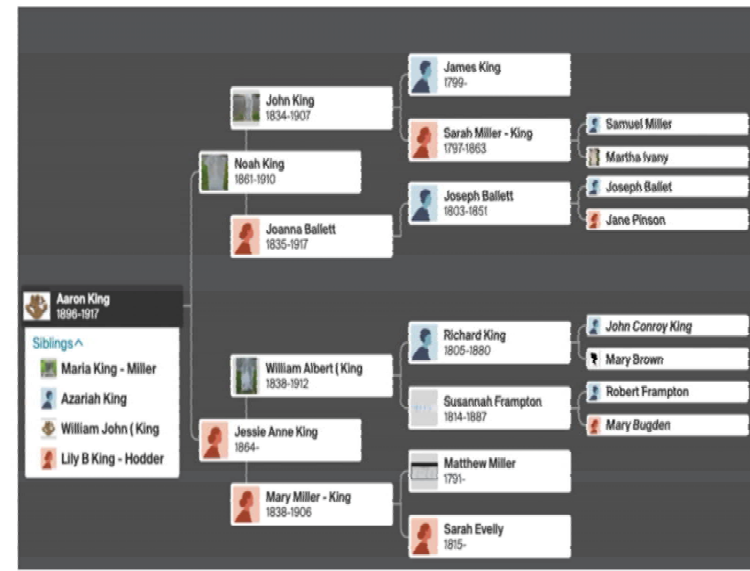 James King
1799-
John King
1834-1907
Sarah Miller - King
1797-1863
Samuel Miller
Martha Ivany
Noah King
1861-1910
Joseph Ballett
1803-1851
Joseph Ballet
Jane Pinson
Joanna Ballett
1835-1917
Aaron King
1896-1917
Siblings
Maria King - Miller
Azariah King
William John ( King
Lily B King - Hodder
Richard King
1805-1880
John Conroy King
Mary Brown
William Albert ( King
1838-1912
Susannah Frampton
1814-1887
Robert Frampton
Mary Bugden
Jessie Anne King
1864-
Matthew Miller
1791-
Mary Miller - King
1838-1906
Sarah Evelly
1815-